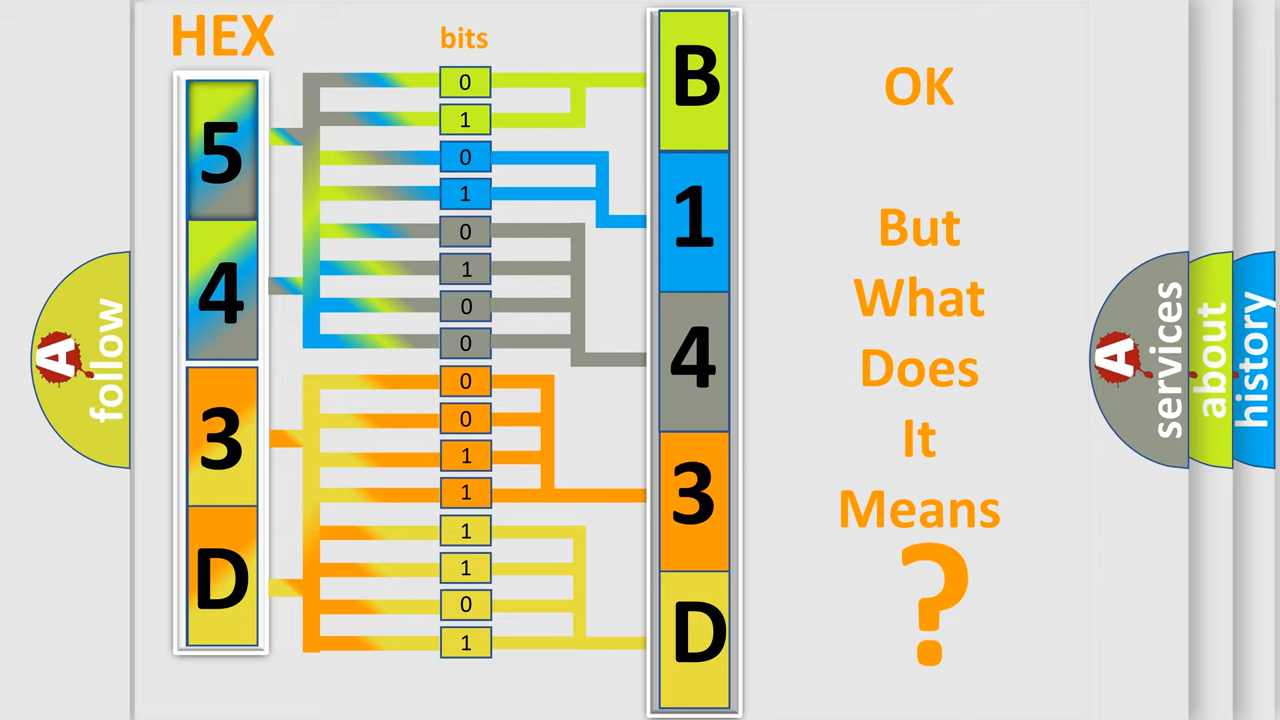 HEX
bits
5
4
3
D
0
1
0
1
0
1
0
0
0
0
1
1
1
1
0
1
B
1
4
3
D
OK
But
What
Does
It
Means
?
A
follow
A
services
about
history